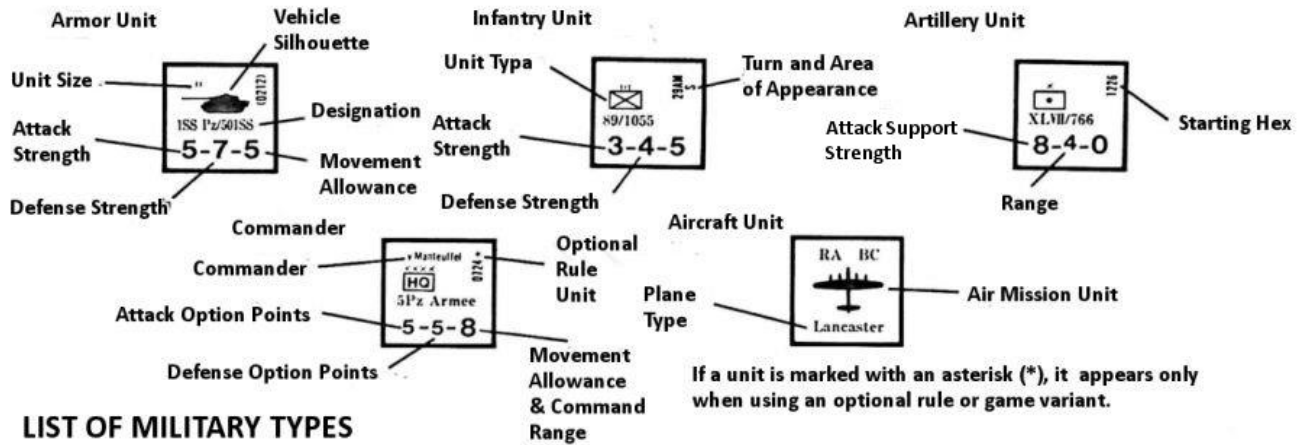 Armor Unit
Vehicle
Silhouette
Unit Size
(0212)
1SS Pz/501SS
Designation
Attack
Strength
5-7-5
Movement
Allowance
Defense Strength
Infantry Unit
Unit Typa
III
29AM
S
Turn and Area
of Appearance
89/1055
Attack
Strength
3-4-5
Defense Strength
Artillery Unit
x
1226
Starting Hex
XLVII/766
Attack Support
Strength
8-4-0
Range
Commander
Commander
Manteuffel
xxxx
HQ
0724*
Optional
Rule
Unit
5Pz Armee
Attack Option Points
5-5-8
Defense Option Points
Movement
Allowance
& Command
Range
Aircraft Unit
RA BC
Air Mission Unit
Plane
Type
Lancaster
If a unit is marked with an asterisk (*), it appears only
when using an optional rule or game variant.
LIST OF MILITARY TYPES